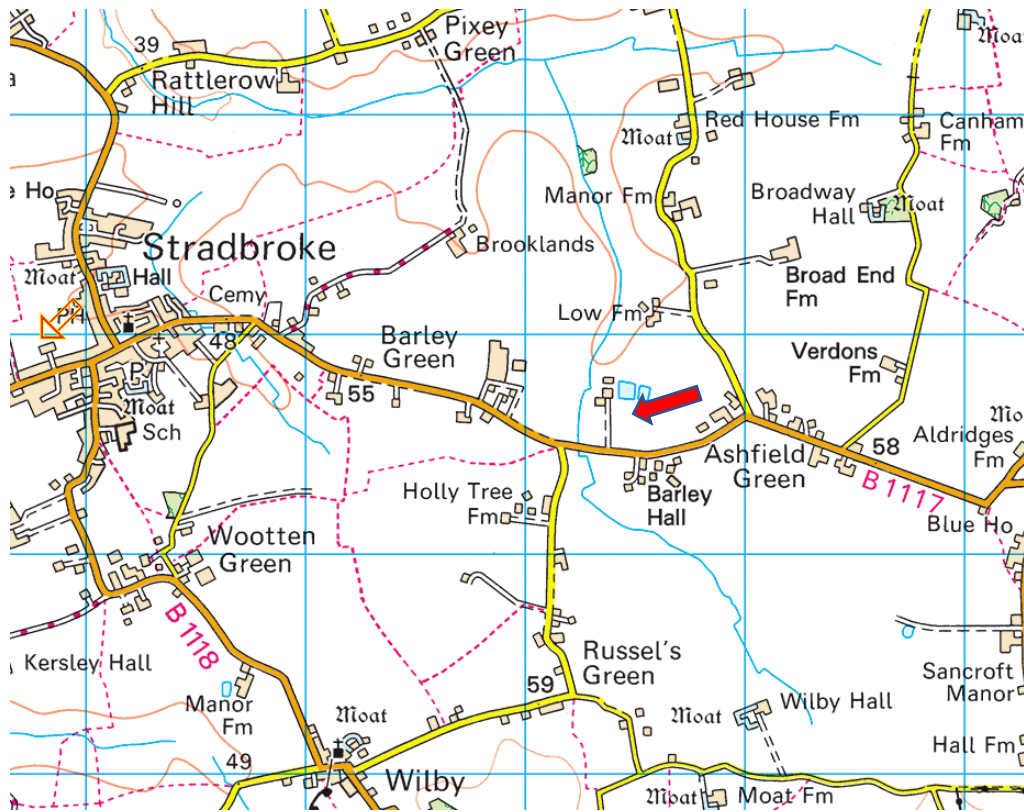 Pixey
Green
39
Rattlerow
Hill
Moat
Red House Fm
Canham
Fm
Moat
Manor Fm
Broadway
Hall
Moat
Ho
Stradbroke
Brooklands
Moat
Hall
Cemy
Broad End
Fm
PH
Low Fm
48
Barley
Green
Verdons
Fm
P
55
Moat
Sch
Ashfield
Green
58
Aldridges
Fm
B 1117
Holly Tree
Fm
Barley
Hall
Blue Ho
Wootten
Green
B 1118
Kersley Hall
Russel's
Green
Sancroft
Manor
Manor
Fm
59
Moat
Moat
Wilby Hall
Hall Fm
49
Wilby
Moat
Moat Fm